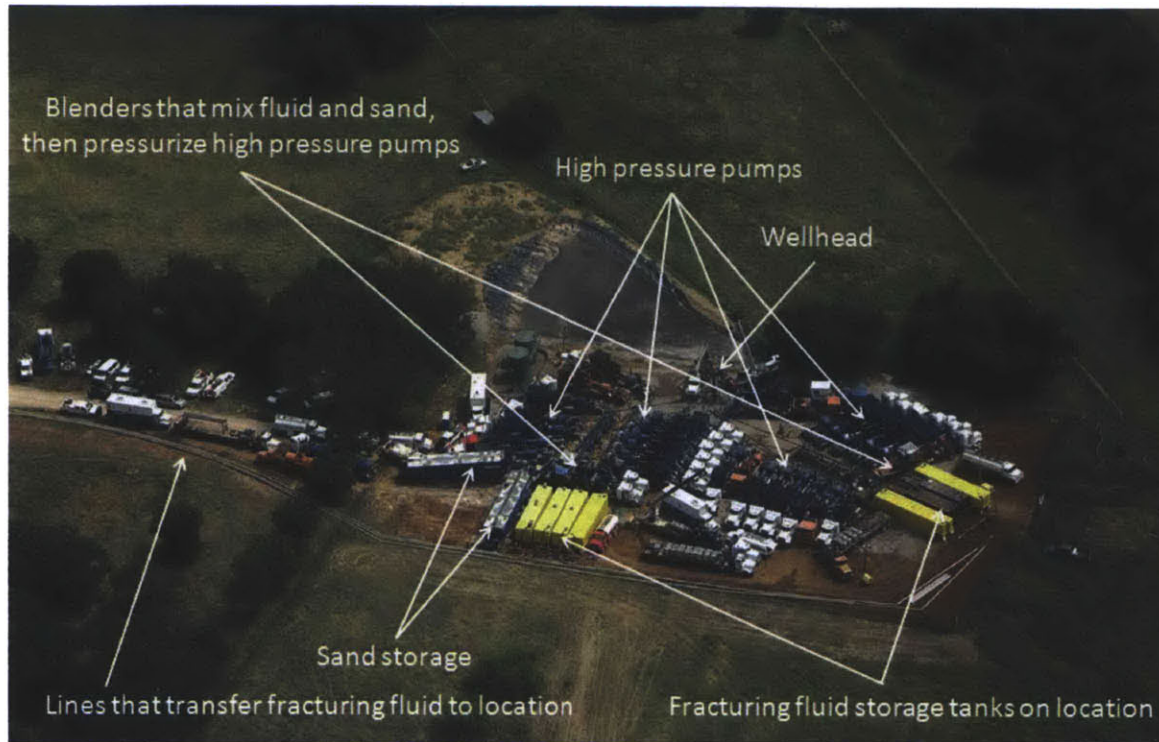 Blenders that mix fluid and sand,
then pressurize high pressure pumps
High pressure pumps
Wellhead
Sand storage
Lines that transfer fracturing fluid to location
Fracturing fluid storage tanks on location